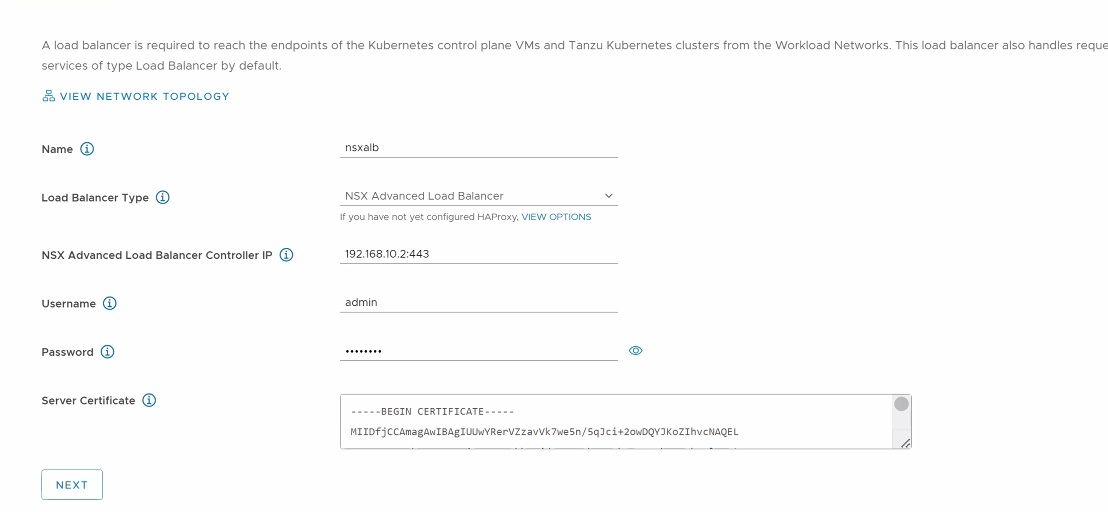 A load balancer is required to reach the endpoints of the Kubernetes control plane VMs and Tanzu Kubernetes clusters from the Workload Networks. This load balancer also handles reque
services of type Load Balancer by default.
VIEW NETWORK TOPOLOGY
Name nsxalb
Load Balancer Type NSX Advanced Load Balancer
If you have not yet configured HAProxy, VIEW OPTIONS
NSX Advanced Load Balancer Controller IP 192.168.10.2:443
Username admin
Password ••••••••
Server Certificate -----BEGIN CERTIFICATE-----
MIIDfjCCAmagAwIBAgIUUwYRerVZzavVk7we5n/5qJci+2owDQYJKoZIhvcNAQEL
NEXT